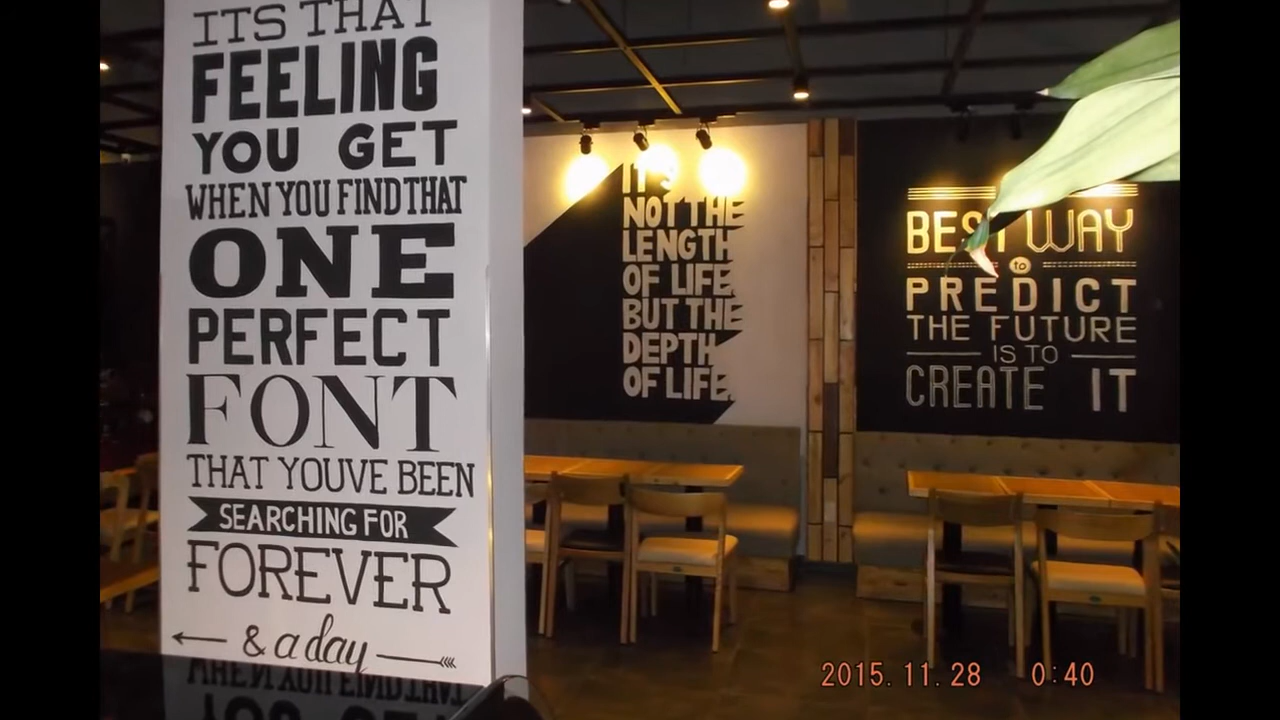 ITS THAT
FEELING
YOU GET
WHEN YOU FIND THAT
ONE
PERFECT
FONT
THAT YOUVE BEEN
SEARCHING FOR
FOREVER
& a day
IT'S
NOT THE
LENGTH
OF LIFE
BUT THE
DEPTH
OF LIFE.
BEST WAY
to
PREDICT
THE FUTURE
IS TO
CREATE IT
2015.11.28 0:40